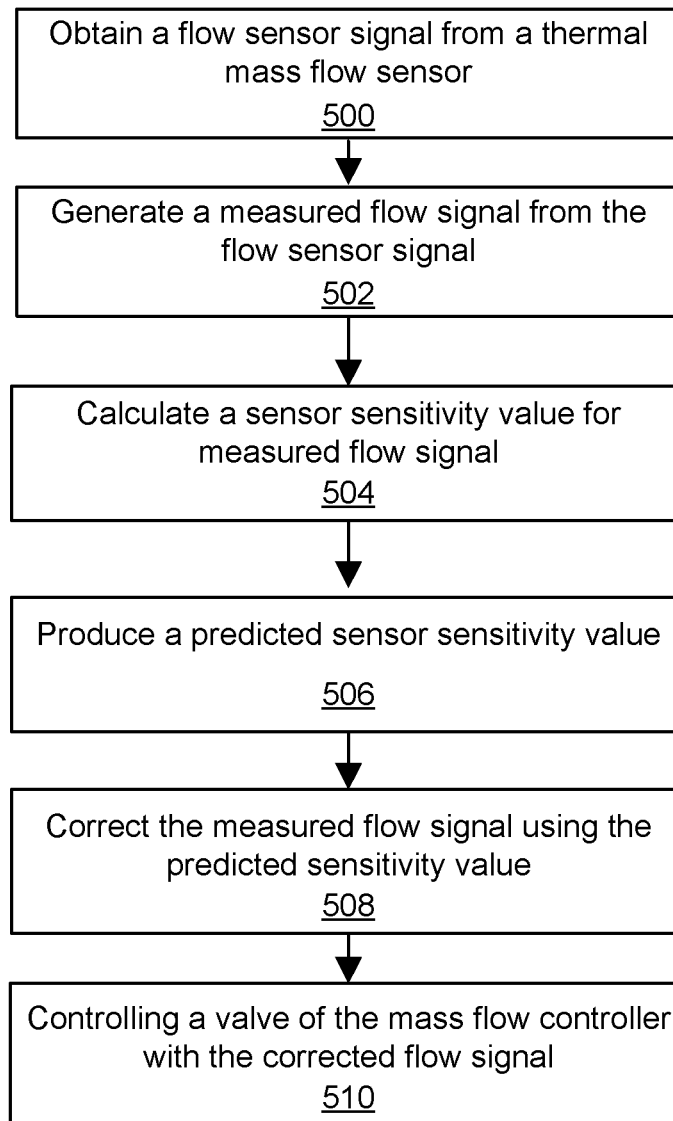 Obtain a flow sensor signal from a thermal
mass flow sensor
500
Generate a measured flow signal from the
flow sensor signal
502
Calculate a sensor sensitivity value for
measured flow signal
504
Produce a predicted sensor sensitivity value
506
Correct the measured flow signal using the
predicted sensitivity value
508
Controlling a valve of the mass flow controller
with the corrected flow signal
510